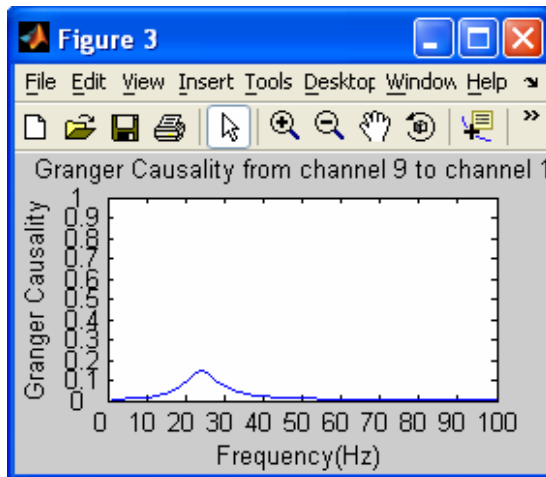 Figure 3
File Edit View Insert Tools Desktop Window Help
»
Granger Causality from channel 9 to channel 1
Granger Causality
1
0.9
0.8
0.7
0.6
0.5
0.4
0.3
0.2
0.1
0
0 10 20 30 40 50 60 70 80 90 100
Frequency(Hz)